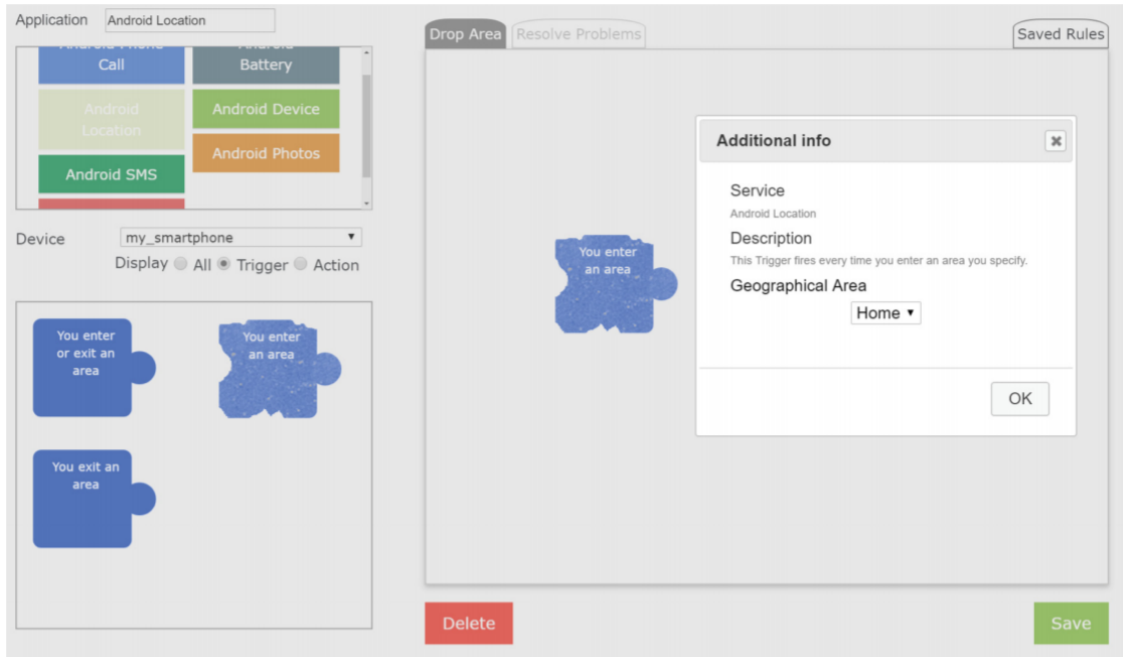 Application Android Location
Android Phone
Call
Android
Battery
Android
Location
Android Device
Android SMS
Android Photos
Device my_smartphone
Display All Trigger Action
You enter
or exit an
area
You enter
an area
You exit an
area
Drop Area Resolve Problems Saved Rules
You enter
an area
Additional info
Service
Android Location
Description
This Trigger fires every time you enter an area you specify.
Geographical Area
Home
OK
Delete Save